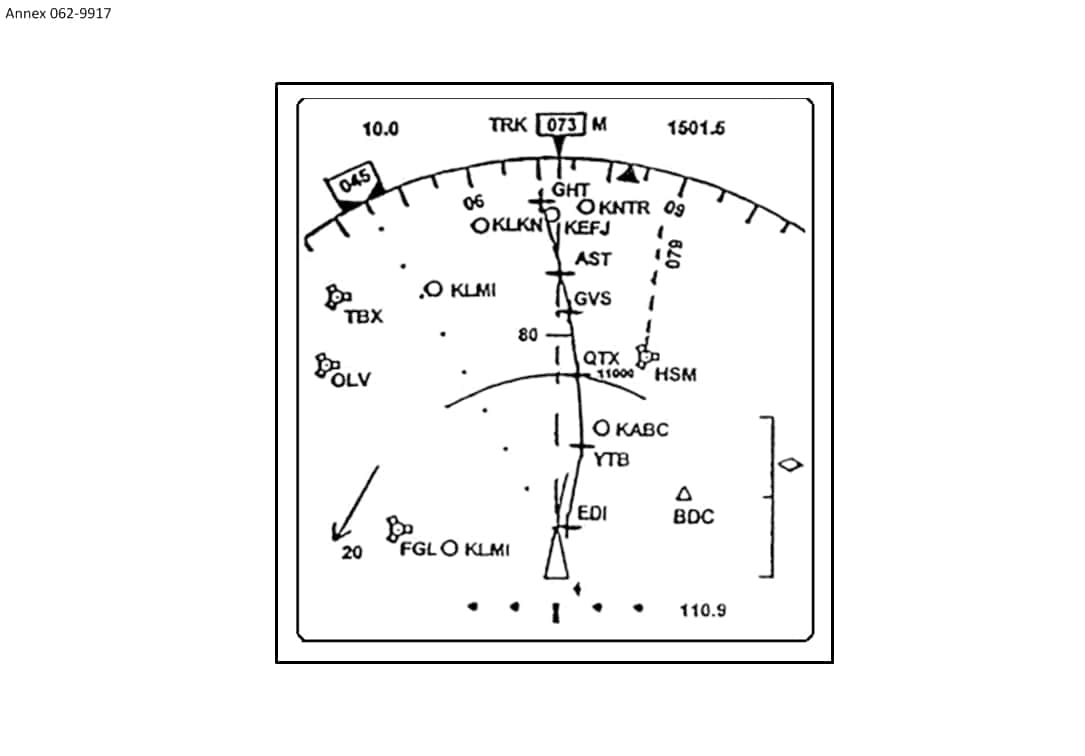 Annex 062-9917
10.0
TRK 073 M
1501.5
045
06
GHT
KNTR
09
KLKN
KEFJ
079
AST
KLMI
GVS
TBX
80
QTX
11000
HSM
OLV
KABC
YTB
EDI
BDC
20
FGL
KLMI
110.9